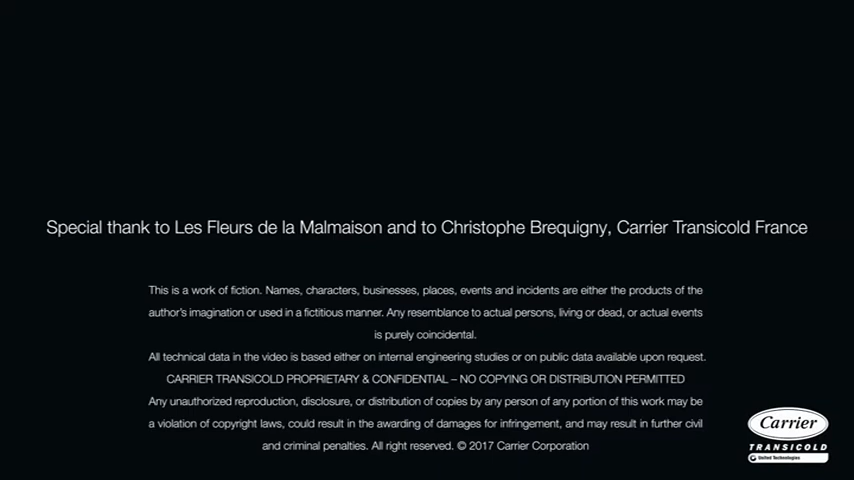 Special thank to Les Fleurs de la Malmaison and to Christophe Brequigny, Carrier Transicold France
This is a work of fiction. Names, characters, businesses, places, events and incidents are either the products of the
author's imagination or used in a fictitious manner. Any resemblance to actual persons, living or dead, or actual events
is purely coincidental.
All technical data in the video is based either on internal engineering studies or on public data available upon request.
CARRIER TRANSICOLD PROPRIETARY & CONFIDENTIAL – NO COPYING OR DISTRIBUTION PERMITTED
Any unauthorized reproduction, disclosure, or distribution of copies by any person of any portion of this work may be
a violation of copyright laws, could result in the awarding of damages for infringement, and may result in further civil
and criminal penalties. All right reserved. © 2017 Carrier Corporation
Carrier
TRANSICOLD
United Technologies